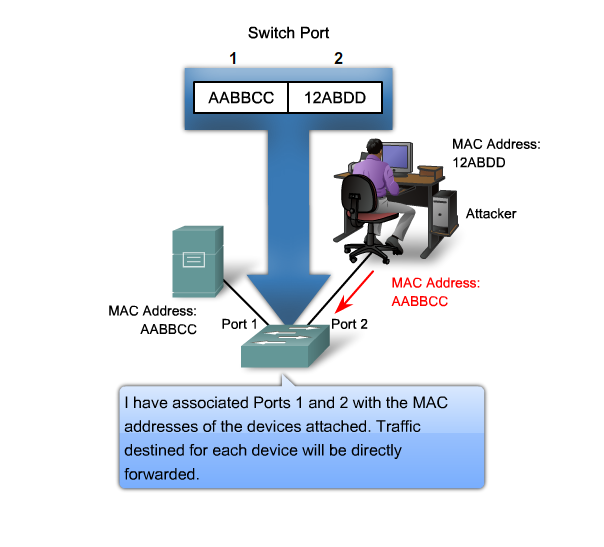 Switch Port
1 2
AABBCC 12ABDD
MAC Address:
12ABDD
Attacker
MAC Address:
AABBCC
MAC Address:
AABBCC
Port 1 Port 2
I have associated Ports 1 and 2 with the MAC
addresses of the devices attached. Traffic
destined for each device will be directly
forwarded.